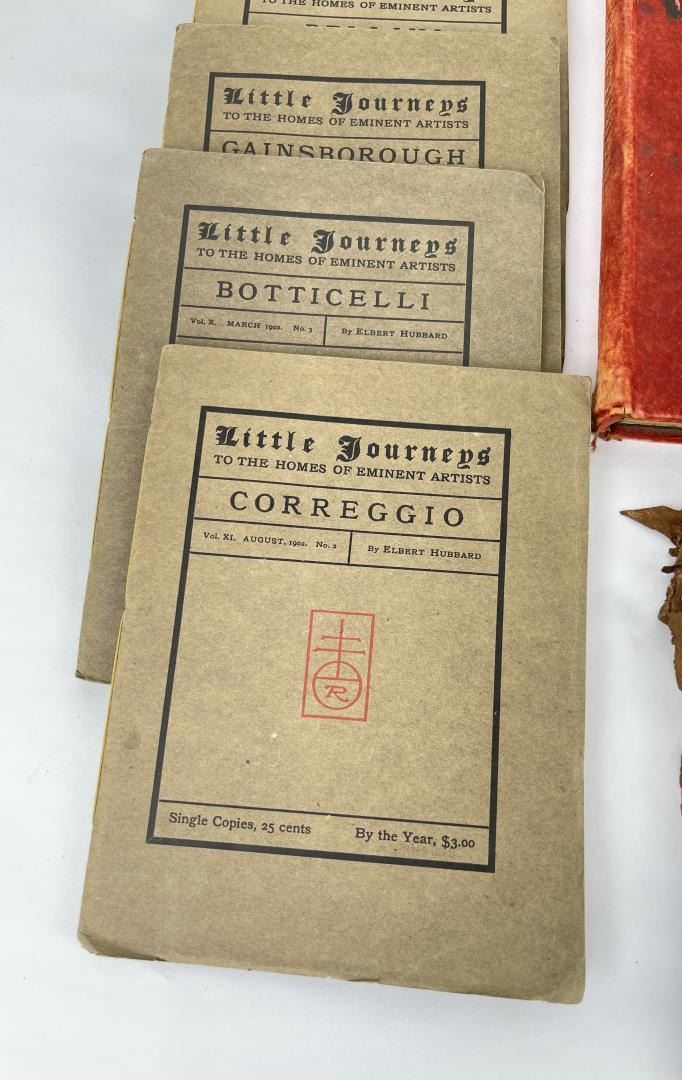 TO THE HOMES OF EMINENT ARTISTS
Little Journeys
TO THE HOMES OF EMINENT ARTISTS
GAINSBOROUGH
Little Journeys
TO THE HOMES OF EMINENT ARTISTS
BOTTICELLI
Vol. X. MARCH 1902. No. 3 By ELBERT HUBBARD
Little Journeys
TO THE HOMES OF EMINENT ARTISTS
CORREGGIO
Vol. XI. AUGUST, 1902. No. 2 By ELBERT HUBBARD
R
Single Copies, 25 cents By the Year, $3.00